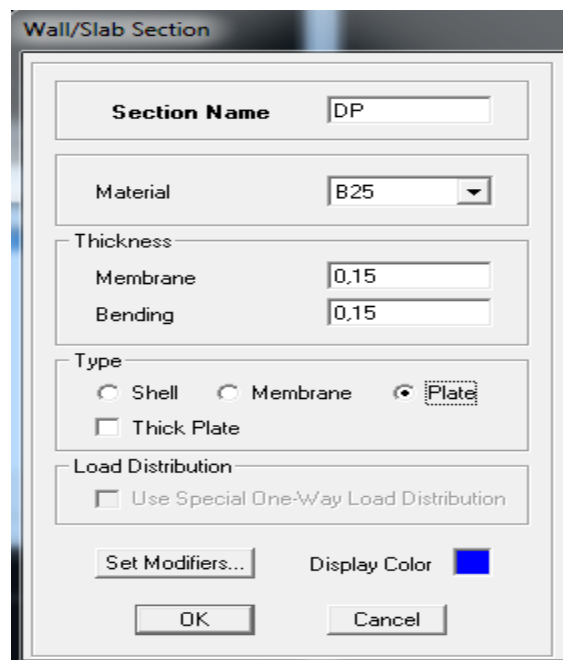 Wall/Slab Section
Section Name DP
Material B25
Thickness
Membrane 0,15
Bending 0,15
Type
Shell Membrane Plate
Thick Plate
Load Distribution
Use Special One-Way Load Distribution
Set Modifiers... Display Color
OK Cancel